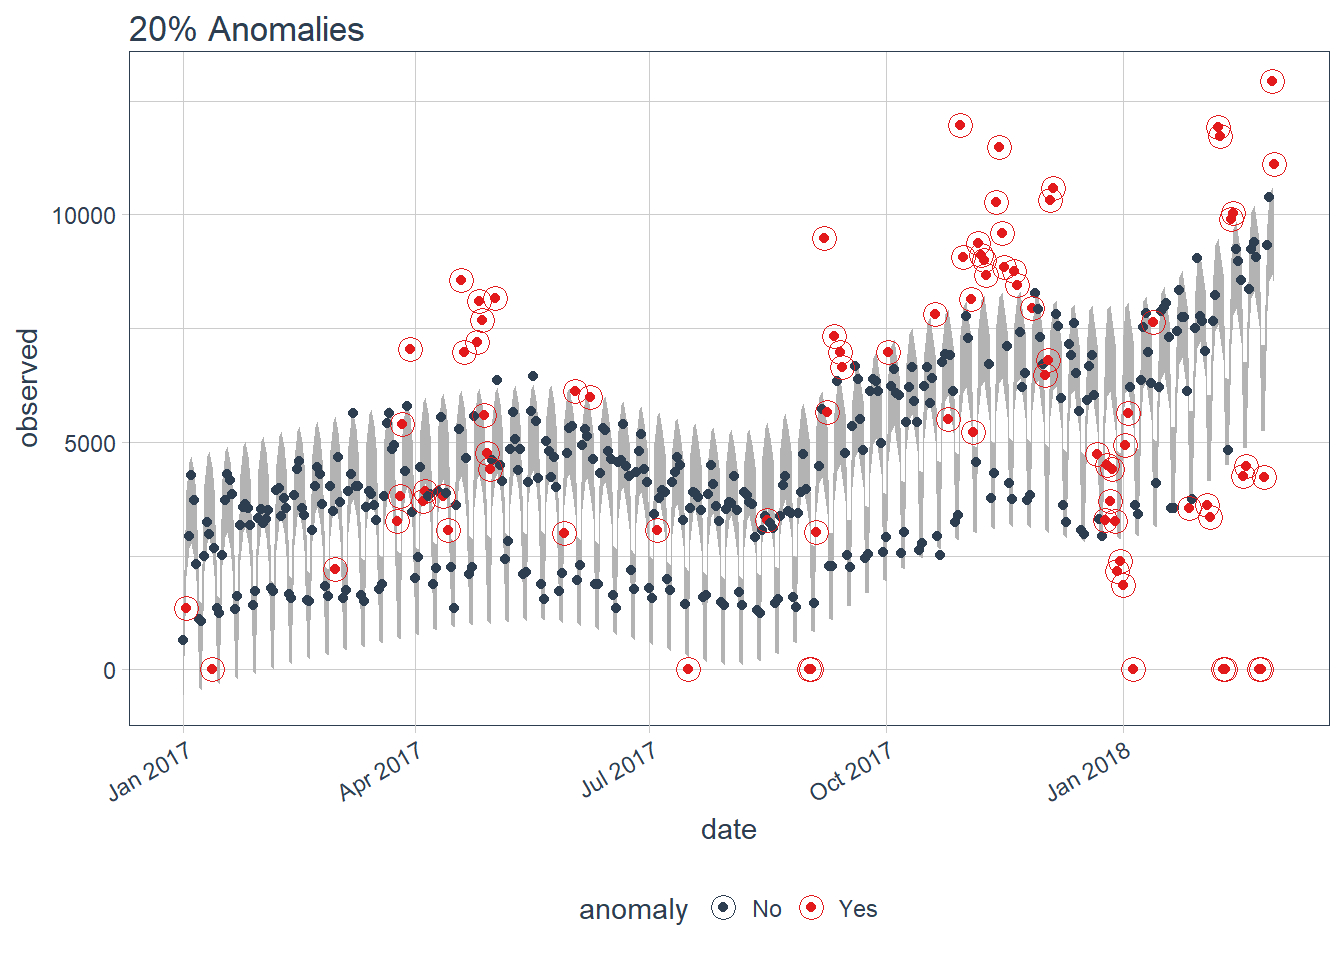 20% Anomalies
observed
10000
5000
0
Jan 2017
Apr 2017
Jul 2017
Oct 2017
Jan 2018
date
anomaly No Yes